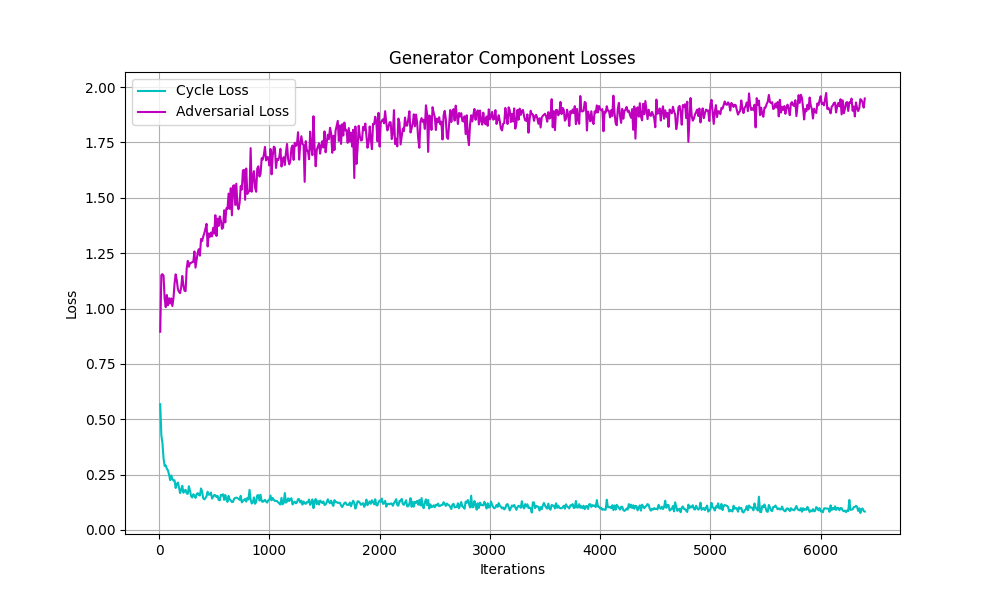 Generator Component Losses
Cycle Loss
Adversarial Loss
2.00
1.75
1.50
1.25
1.00
0.75
0.50
0.25
0.00
Loss
0 1000 2000 3000 4000 5000 6000
Iterations